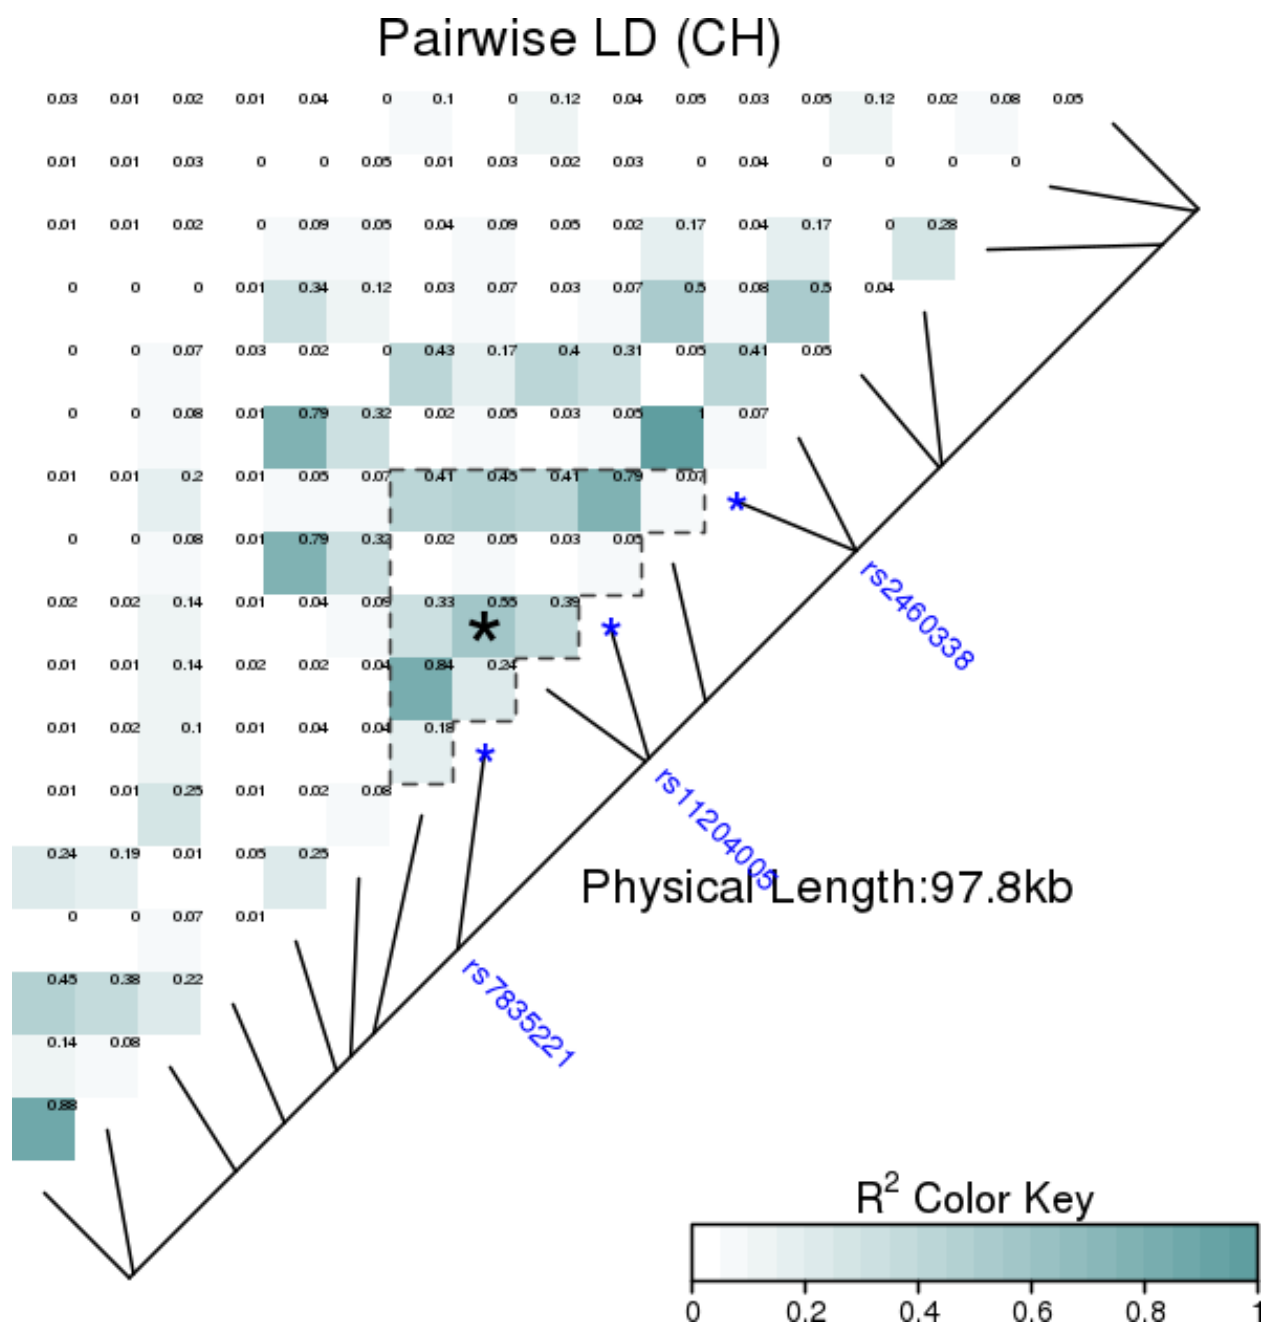 Pairwise LD (CH)
0.03 0.01 0.02 0.01 0.04 0 0.1 0 0.12 0.04 0.05 0.03 0.05 0.12 0.02 0.08 0.05
0.01 0.01 0.03 0 0 0.05 0.01 0.03 0.02 0.03 0 0.04 0 0 0 0
0.01 0.01 0.02 0 0.09 0.05 0.04 0.09 0.05 0.02 0.17 0.04 0.17 0 0.28
0 0 0 0.01 0.34 0.12 0.03 0.07 0.03 0.07 0.5 0.08 0.5 0.04
0 0 0.07 0.03 0.02 0 0.43 0.17 0.4 0.31 0.05 0.41 0.05
0 0 0.08 0.01 0.79 0.32 0.02 0.05 0.03 0.05 1 0.07
0.01 0.01 0.2 0.01 0.05 0.07 0.41 0.45 0.41 0.79 0.07
*
0 0 0.08 0.01 0.79 0.32 0.02 0.05 0.03 0.05
rs2460338
0.02 0.02 0.14 0.01 0.04 0.09 0.33 0.55 0.39
* *
0.01 0.01 0.14 0.02 0.02 0.04 0.84 0.24
0.01 0.02 0.1 0.01 0.04 0.04 0.18
*
rs11204005
0.01 0.01 0.25 0.01 0.02 0.08
0.24 0.19 0.01 0.05 0.25
Physical Length:97.8kb
0 0 0.07 0.01
rs7835221
0.45 0.38 0.22
0.14 0.08
0.88
R² Color Key
0 0.2 0.4 0.6 0.8 1